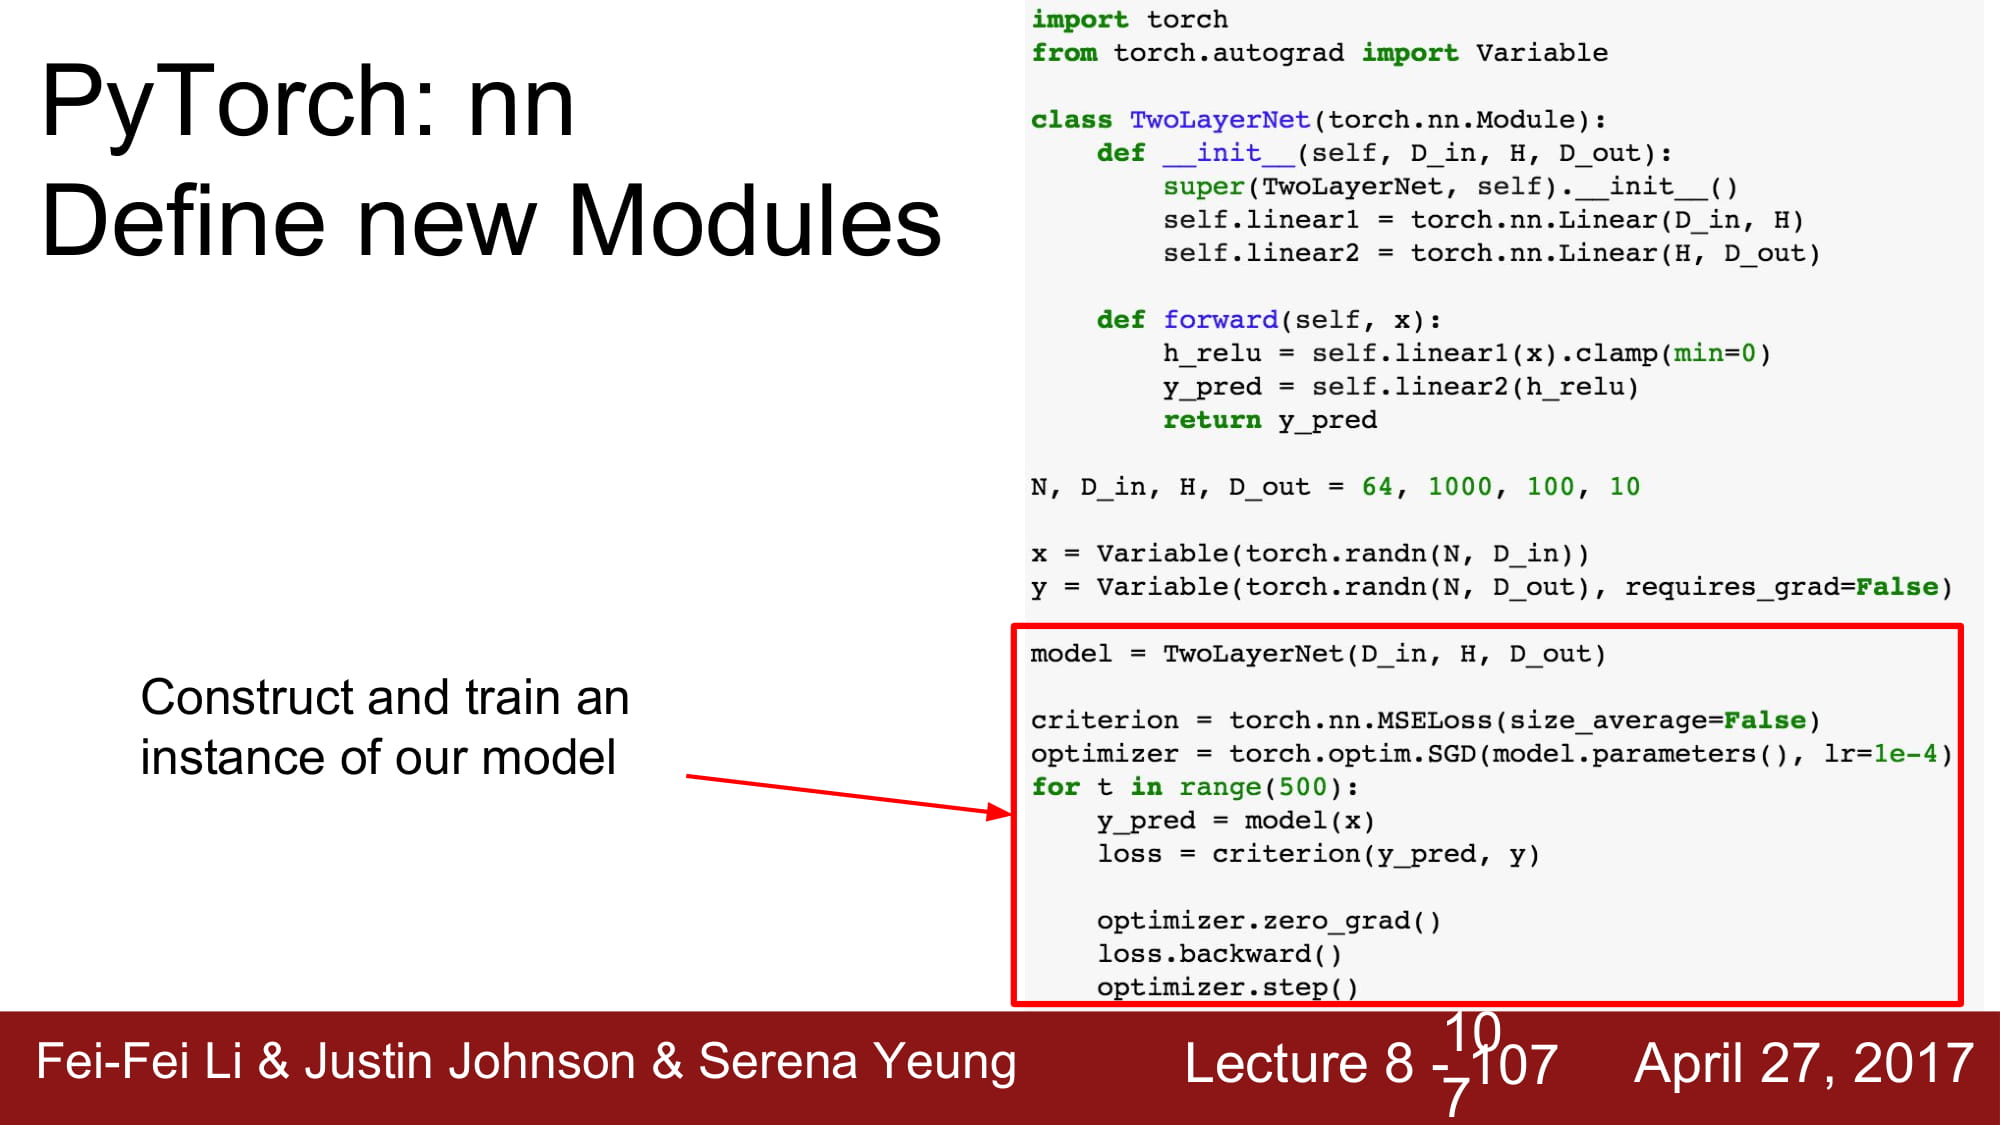 PyTorch: nn
Define new Modules
import torch
from torch.autograd import Variable
class TwoLayerNet(torch.nn.Module):
    def __init__(self, D_in, H, D_out):
        super(TwoLayerNet, self).__init__()
        self.linear1 = torch.nn.Linear(D_in, H)
        self.linear2 = torch.nn.Linear(H, D_out)
    def forward(self, x):
        h_relu = self.linear1(x).clamp(min=0)
        y_pred = self.linear2(h_relu)
        return y_pred
N, D_in, H, D_out = 64, 1000, 100, 10
x = Variable(torch.randn(N, D_in))
y = Variable(torch.randn(N, D_out), requires_grad=False)
Construct and train an
instance of our model
model = TwoLayerNet(D_in, H, D_out)
criterion = torch.nn.MSELoss(size_average=False)
optimizer = torch.optim.SGD(model.parameters(), lr=1e-4)
for t in range(500):
    y_pred = model(x)
    loss = criterion(y_pred, y)
    optimizer.zero_grad()
    loss.backward()
    optimizer.step()
Fei-Fei Li & Justin Johnson & Serena Yeung
Lecture 8 - 107
10
7
April 27, 2017